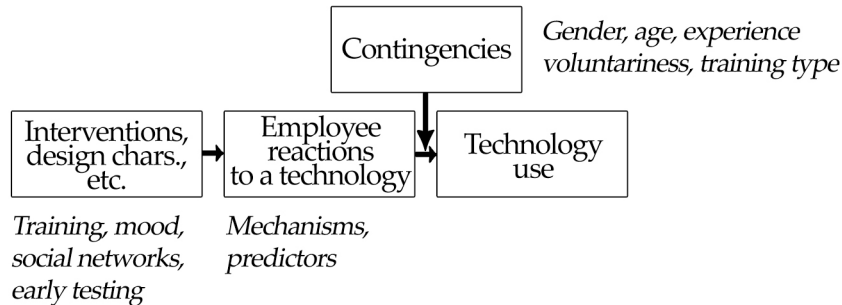 Contingencies
Gender, age, experience
voluntariness, training type
Interventions,
design chars.,
etc.
Employee
reactions
to a technology
Technology
use
Training, mood,
social networks,
early testing
Mechanisms,
predictors